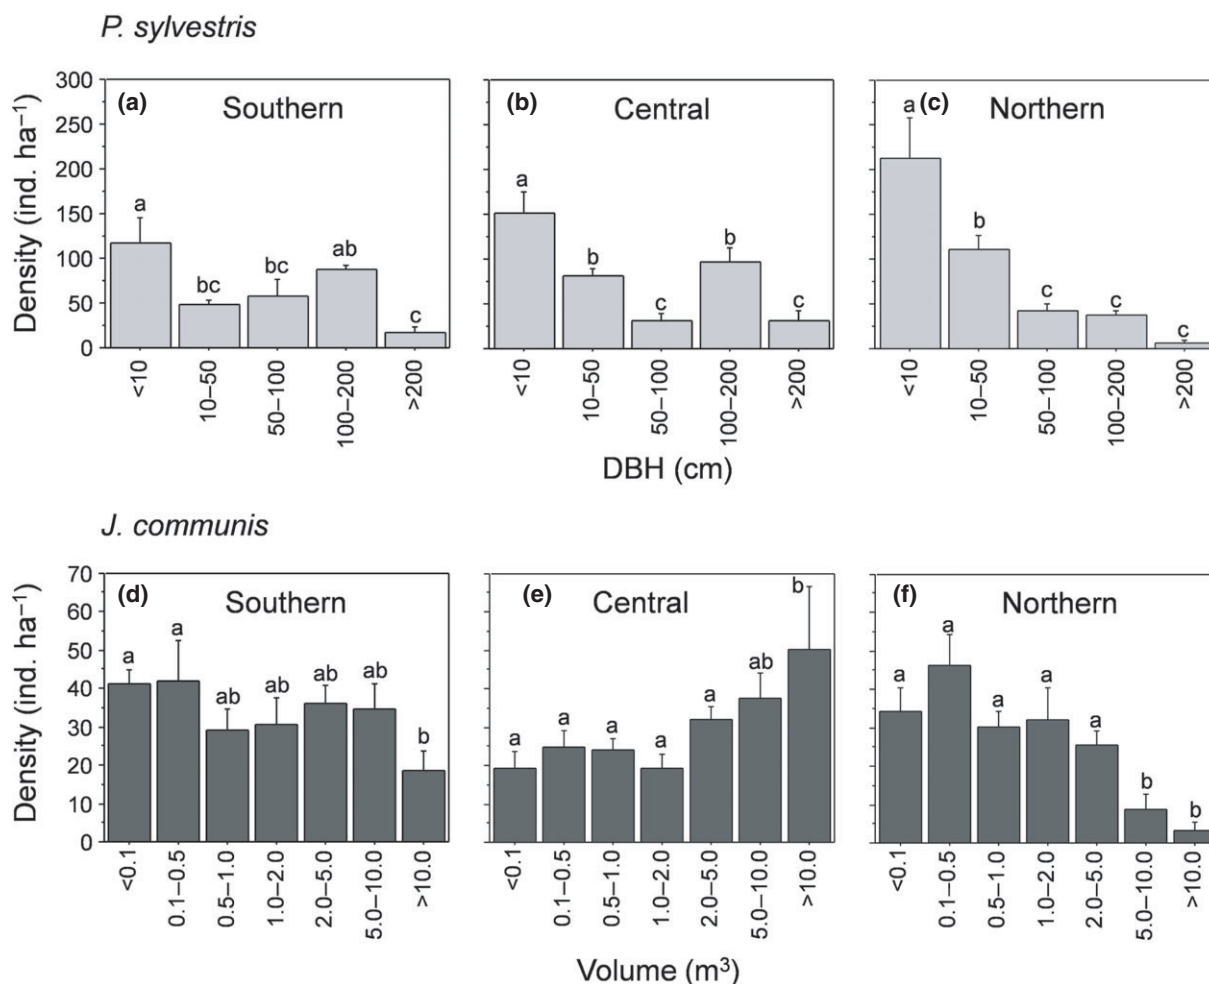 P. sylvestris
Density (ind. ha⁻¹)
300
250
200
150
100
50
0
(a)
Southern
a
bc
bc
ab
c
<10
10–50
50–100
100–200
>200
(b)
Central
a
b
c
b
c
<10
10–50
50–100
100–200
>200
(c)
Northern
a
b
c
c
c
<10
10–50
50–100
100–200
>200
DBH (cm)
J. communis
Density (ind. ha⁻¹)
70
60
50
40
30
20
10
0
(d)
Southern
a
a
ab
ab
ab
ab
b
<0.1
0.1–0.5
0.5–1.0
1.0–2.0
2.0–5.0
5.0–10.0
>10.0
(e)
Central
a
a
a
a
a
ab
b
<0.1
0.1–0.5
0.5–1.0
1.0–2.0
2.0–5.0
5.0–10.0
>10.0
(f)
Northern
a
a
a
a
a
b
b
<0.1
0.1–0.5
0.5–1.0
1.0–2.0
2.0–5.0
5.0–10.0
>10.0
Volume (m³)